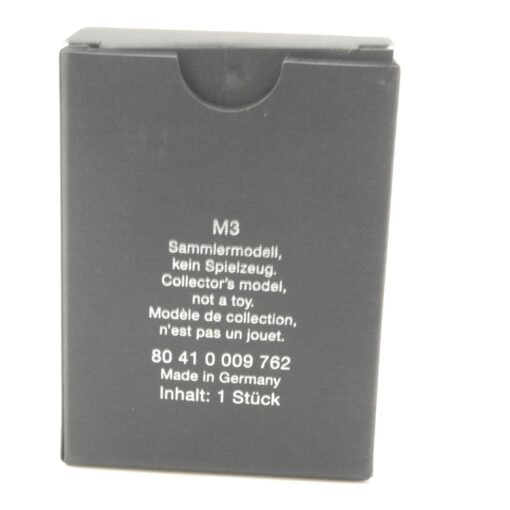 M3
Sammlermodell,
kein Spielzeug.
Collector's model,
not a toy.
Modèle de collection,
n'est pas un jouet.
80 41 0 009 762
Made in Germany
Inhalt: 1 Stück